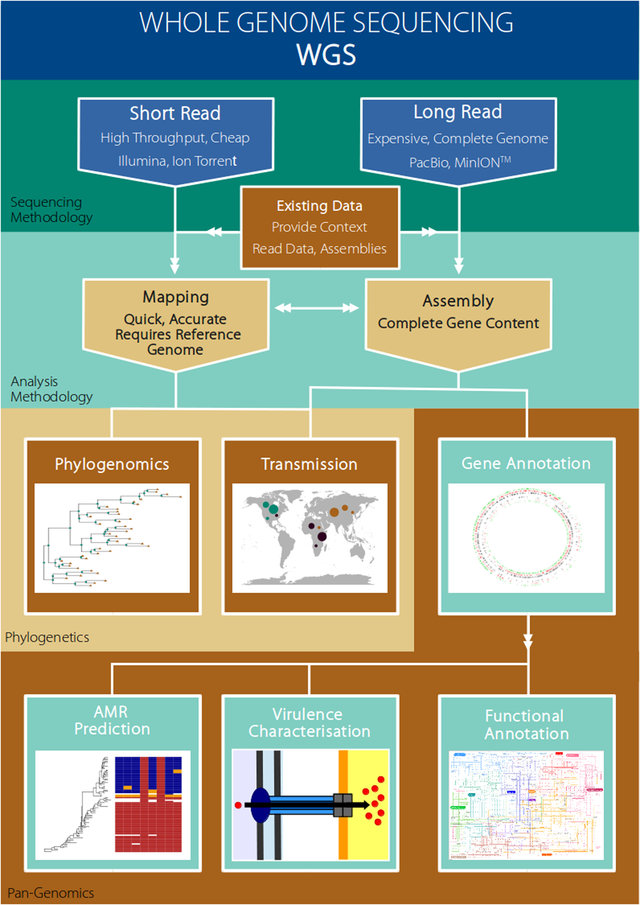 WHOLE GENOME SEQUENCING
WGS
Short Read
High Throughput, Cheap
Illumina, Ion Torrent
Long Read
Expensive, Complete Genome
PacBio, MinION™
Existing Data
Provide Context
Read Data, Assemblies
Sequencing
Methodology
Mapping
Quick, Accurate
Requires Reference
Genome
Assembly
Complete Gene Content
Analysis
Methodology
Phylogenomics
Transmission
Gene Annotation
Phylogenetics
AMR
Prediction
Virulence
Characterisation
Functional
Annotation
Pan-Genomics